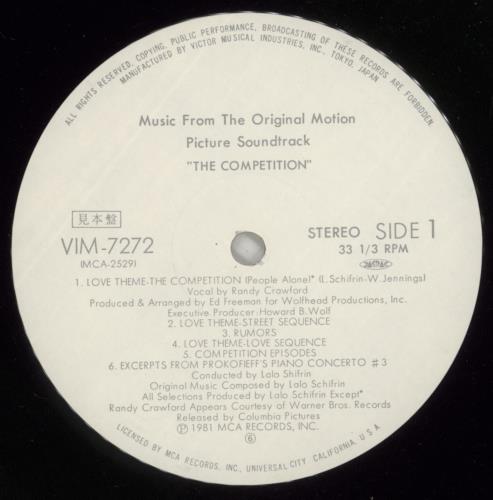 ALL RIGHTS RESERVED, COPYING, PUBLIC PERFORMANCE, BROADCASTING OF THESE RECORDS ARE FORBIDDEN.
MANUFACTURED BY VICTOR MUSICAL INDUSTRIES, INC., TOKYO, JAPAN
Music From The Original Motion
Picture Soundtrack
"THE COMPETITION"
見本盤
VIM-7272
(MCA-2529)
STEREO SIDE 1
33 1/3 RPM
JASRAC
1. LOVE THEME-THE COMPETITION (People Alone)* (L.Schifrin-W.Jennings)
Vocal by Randy Crawford
Produced & Arranged by Ed Freeman for Wolfhead Productions, Inc.
Executive Producer:Howard B.Wolf
2. LOVE THEME-STREET SEQUENCE
3. RUMORS
4. LOVE THEME-LOVE SEQUENCE
5. COMPETITION EPISODES
6. EXCERPTS FROM PROKOFIEFF'S PIANO CONCERTO #3
Conducted by Lalo Shifrin
Original Music Composed by Lalo Schifrin
All Selections Produced by Lalo Schifrin Except*
Randy Crawford Appears Courtesy of Warner Bros. Records
Released by Columbia Pictures
Ⓟ 1981 MCA RECORDS, INC.
⑥
LICENSED BY MCA RECORDS, INC., UNIVERSAL CITY, CALIFORNIA, U.S.A.